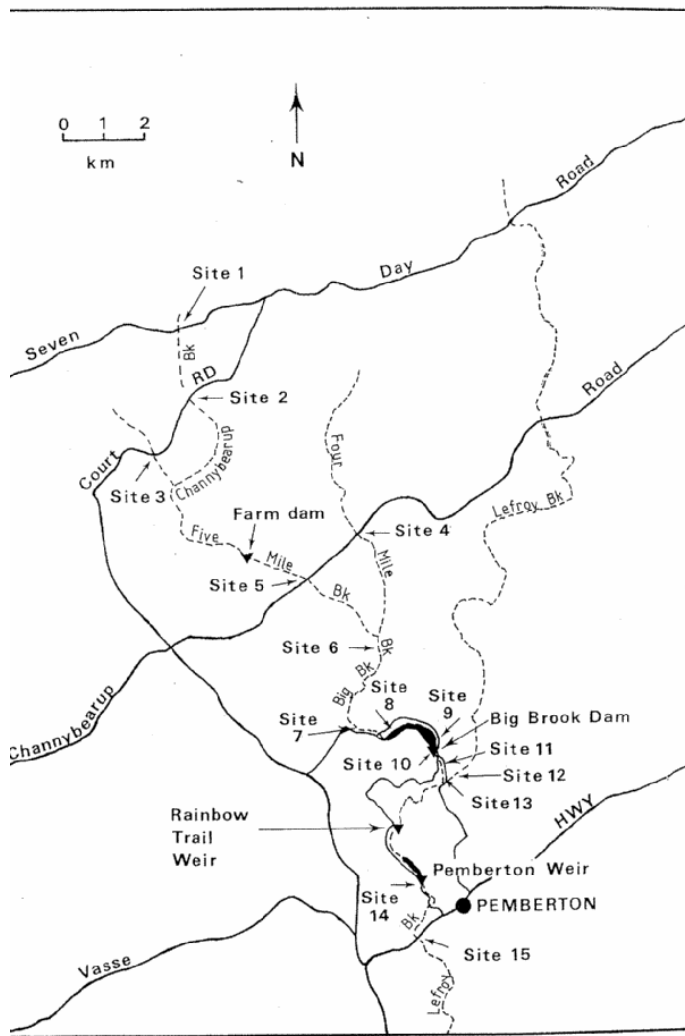 0 1 2
km
N
Road
Day
Site 1
Seven
Bk
RD
Site 2
Road
Court
Channybearup
Four
Site 3
Lefroy Bk
Farm dam
Site 4
Five
Mile
Mile
Site 5
Bk
Site 6
Bk
Bk
Big
Site 8
Site 9
Channybearup
Site 7
Big Brook Dam
Site 11
Site 10
Site 12
Site 13
HWY
Rainbow
Trail
Weir
Pemberton Weir
Site 14
PEMBERTON
Bk
Vasse
Site 15
Lefroy